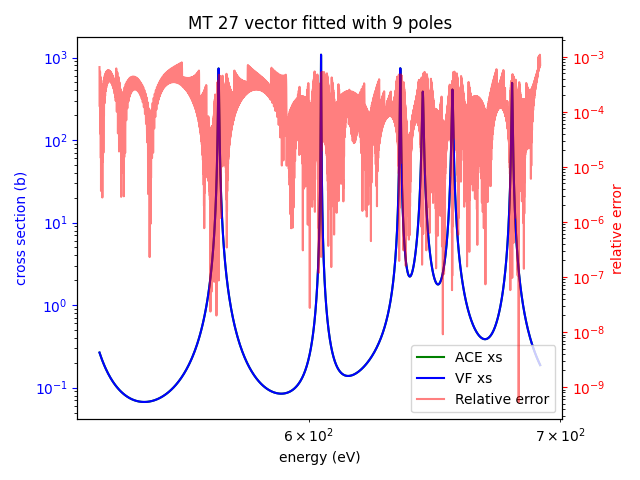 MT 27 vector fitted with 9 poles
10³
10²
10¹
10⁰
10⁻¹
cross section (b)
10⁻³
10⁻⁴
10⁻⁵
10⁻⁶
10⁻⁷
10⁻⁸
10⁻⁹
relative error
ACE xs
VF xs
Relative error
6 × 10² 7 × 10²
energy (eV)